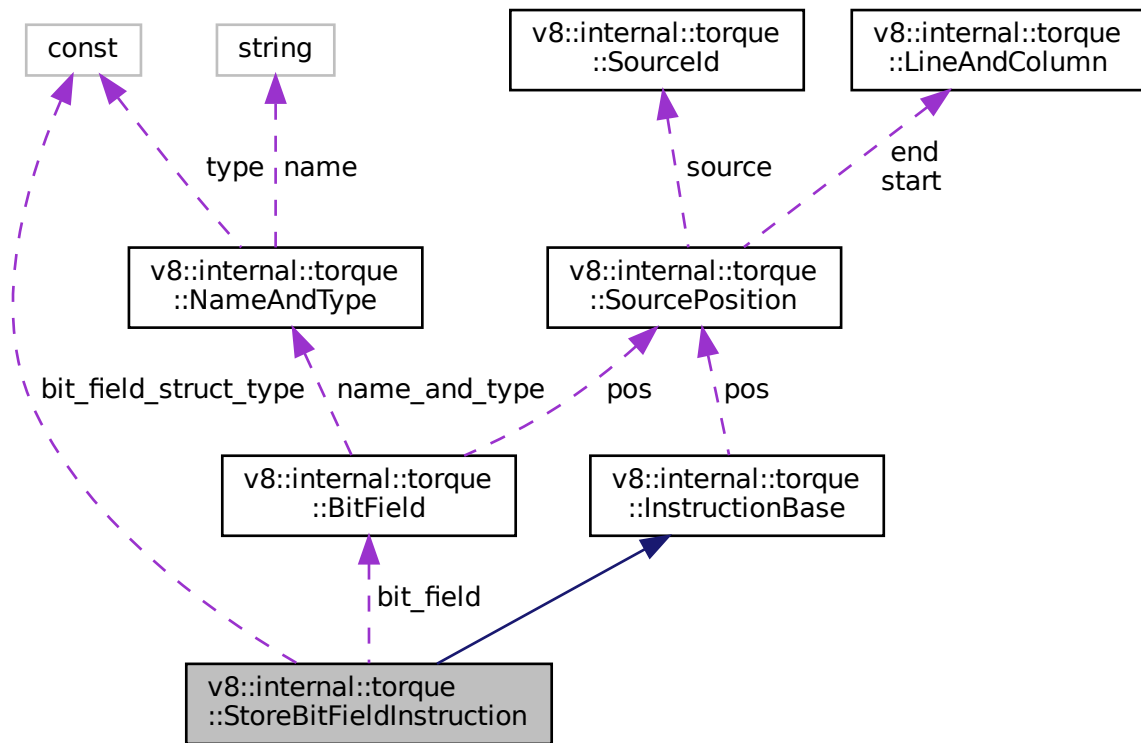 const
string
v8::internal::torque
::SourceId
v8::internal::torque
::LineAndColumn
type
name
source
end
start
v8::internal::torque
::NameAndType
v8::internal::torque
::SourcePosition
bit_field_struct_type
name_and_type
pos
pos
v8::internal::torque
::BitField
v8::internal::torque
::InstructionBase
bit_field
v8::internal::torque
::StoreBitFieldInstruction